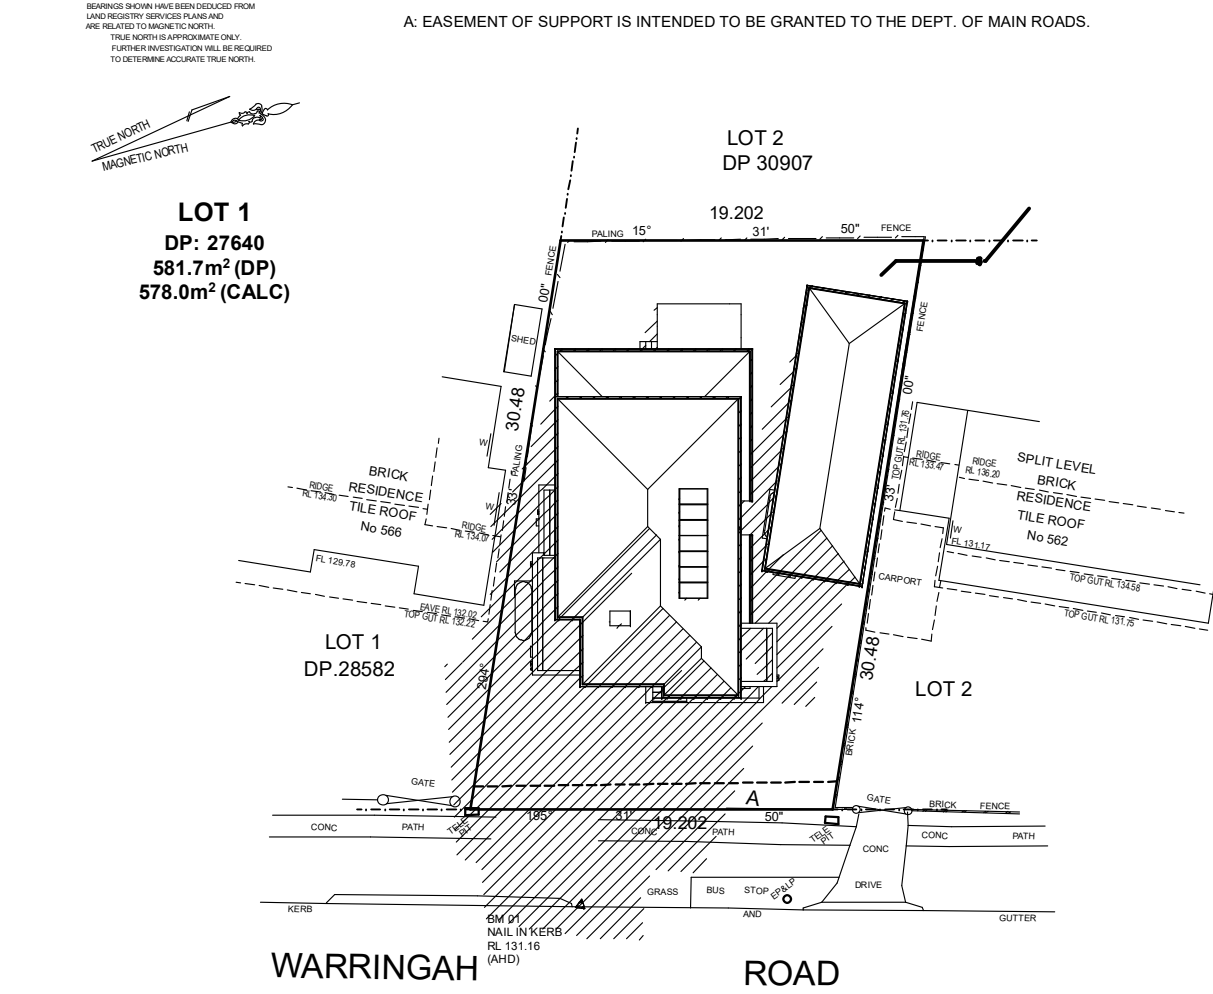 BEARINGS SHOWN HAVE BEEN DEDUCED FROM
LAND REGISTRY SERVICES PLANS AND
ARE RELATED TO MAGNETIC NORTH.
TRUE NORTH IS APPROXIMATE ONLY.
FURTHER INVESTIGATION WILL BE REQUIRED
TO DETERMINE ACCURATE TRUE NORTH.
A: EASEMENT OF SUPPORT IS INTENDED TO BE GRANTED TO THE DEPT. OF MAIN ROADS.
TRUE NORTH
MAGNETIC NORTH
LOT 2
DP 30907
LOT 1
DP: 27640
581.7m² (DP)
578.0m² (CALC)
19.202
PALING 15° 31' 50" FENCE
FENCE
00"
SHED
FENCE
30.48
00"
PALING
33'
W
W
BRICK
RESIDENCE
TILE ROOF
No 566
RIDGE
RL 134.30
RIDGE
RL 134.07
FL 129.78
EAVE RL 132.02
TOP GUT RL 132.22
TOP GUT RL 131.76
33'
RIDGE
RL 133.47
RIDGE
RL 136.20
SPLIT LEVEL
BRICK
RESIDENCE
TILE ROOF
No 562
W
FL 131.17
CARPORT
TOP GUT RL 134.58
TOP GUT RL 131.75
LOT 1
DP.28582
294°
30.48
LOT 2
114°
BRICK
GATE
A
GATE
BRICK FENCE
195° 31' 50"
19.202
CONC PATH
TELE
PIT
CONC PATH
TELE
PIT
CONC PATH
CONC
DRIVE
GRASS
BUS STOP
EP&LP
KERB
AND
GUTTER
BM 01
NAIL IN KERB
RL 131.16
(AHD)
WARRINGAH ROAD